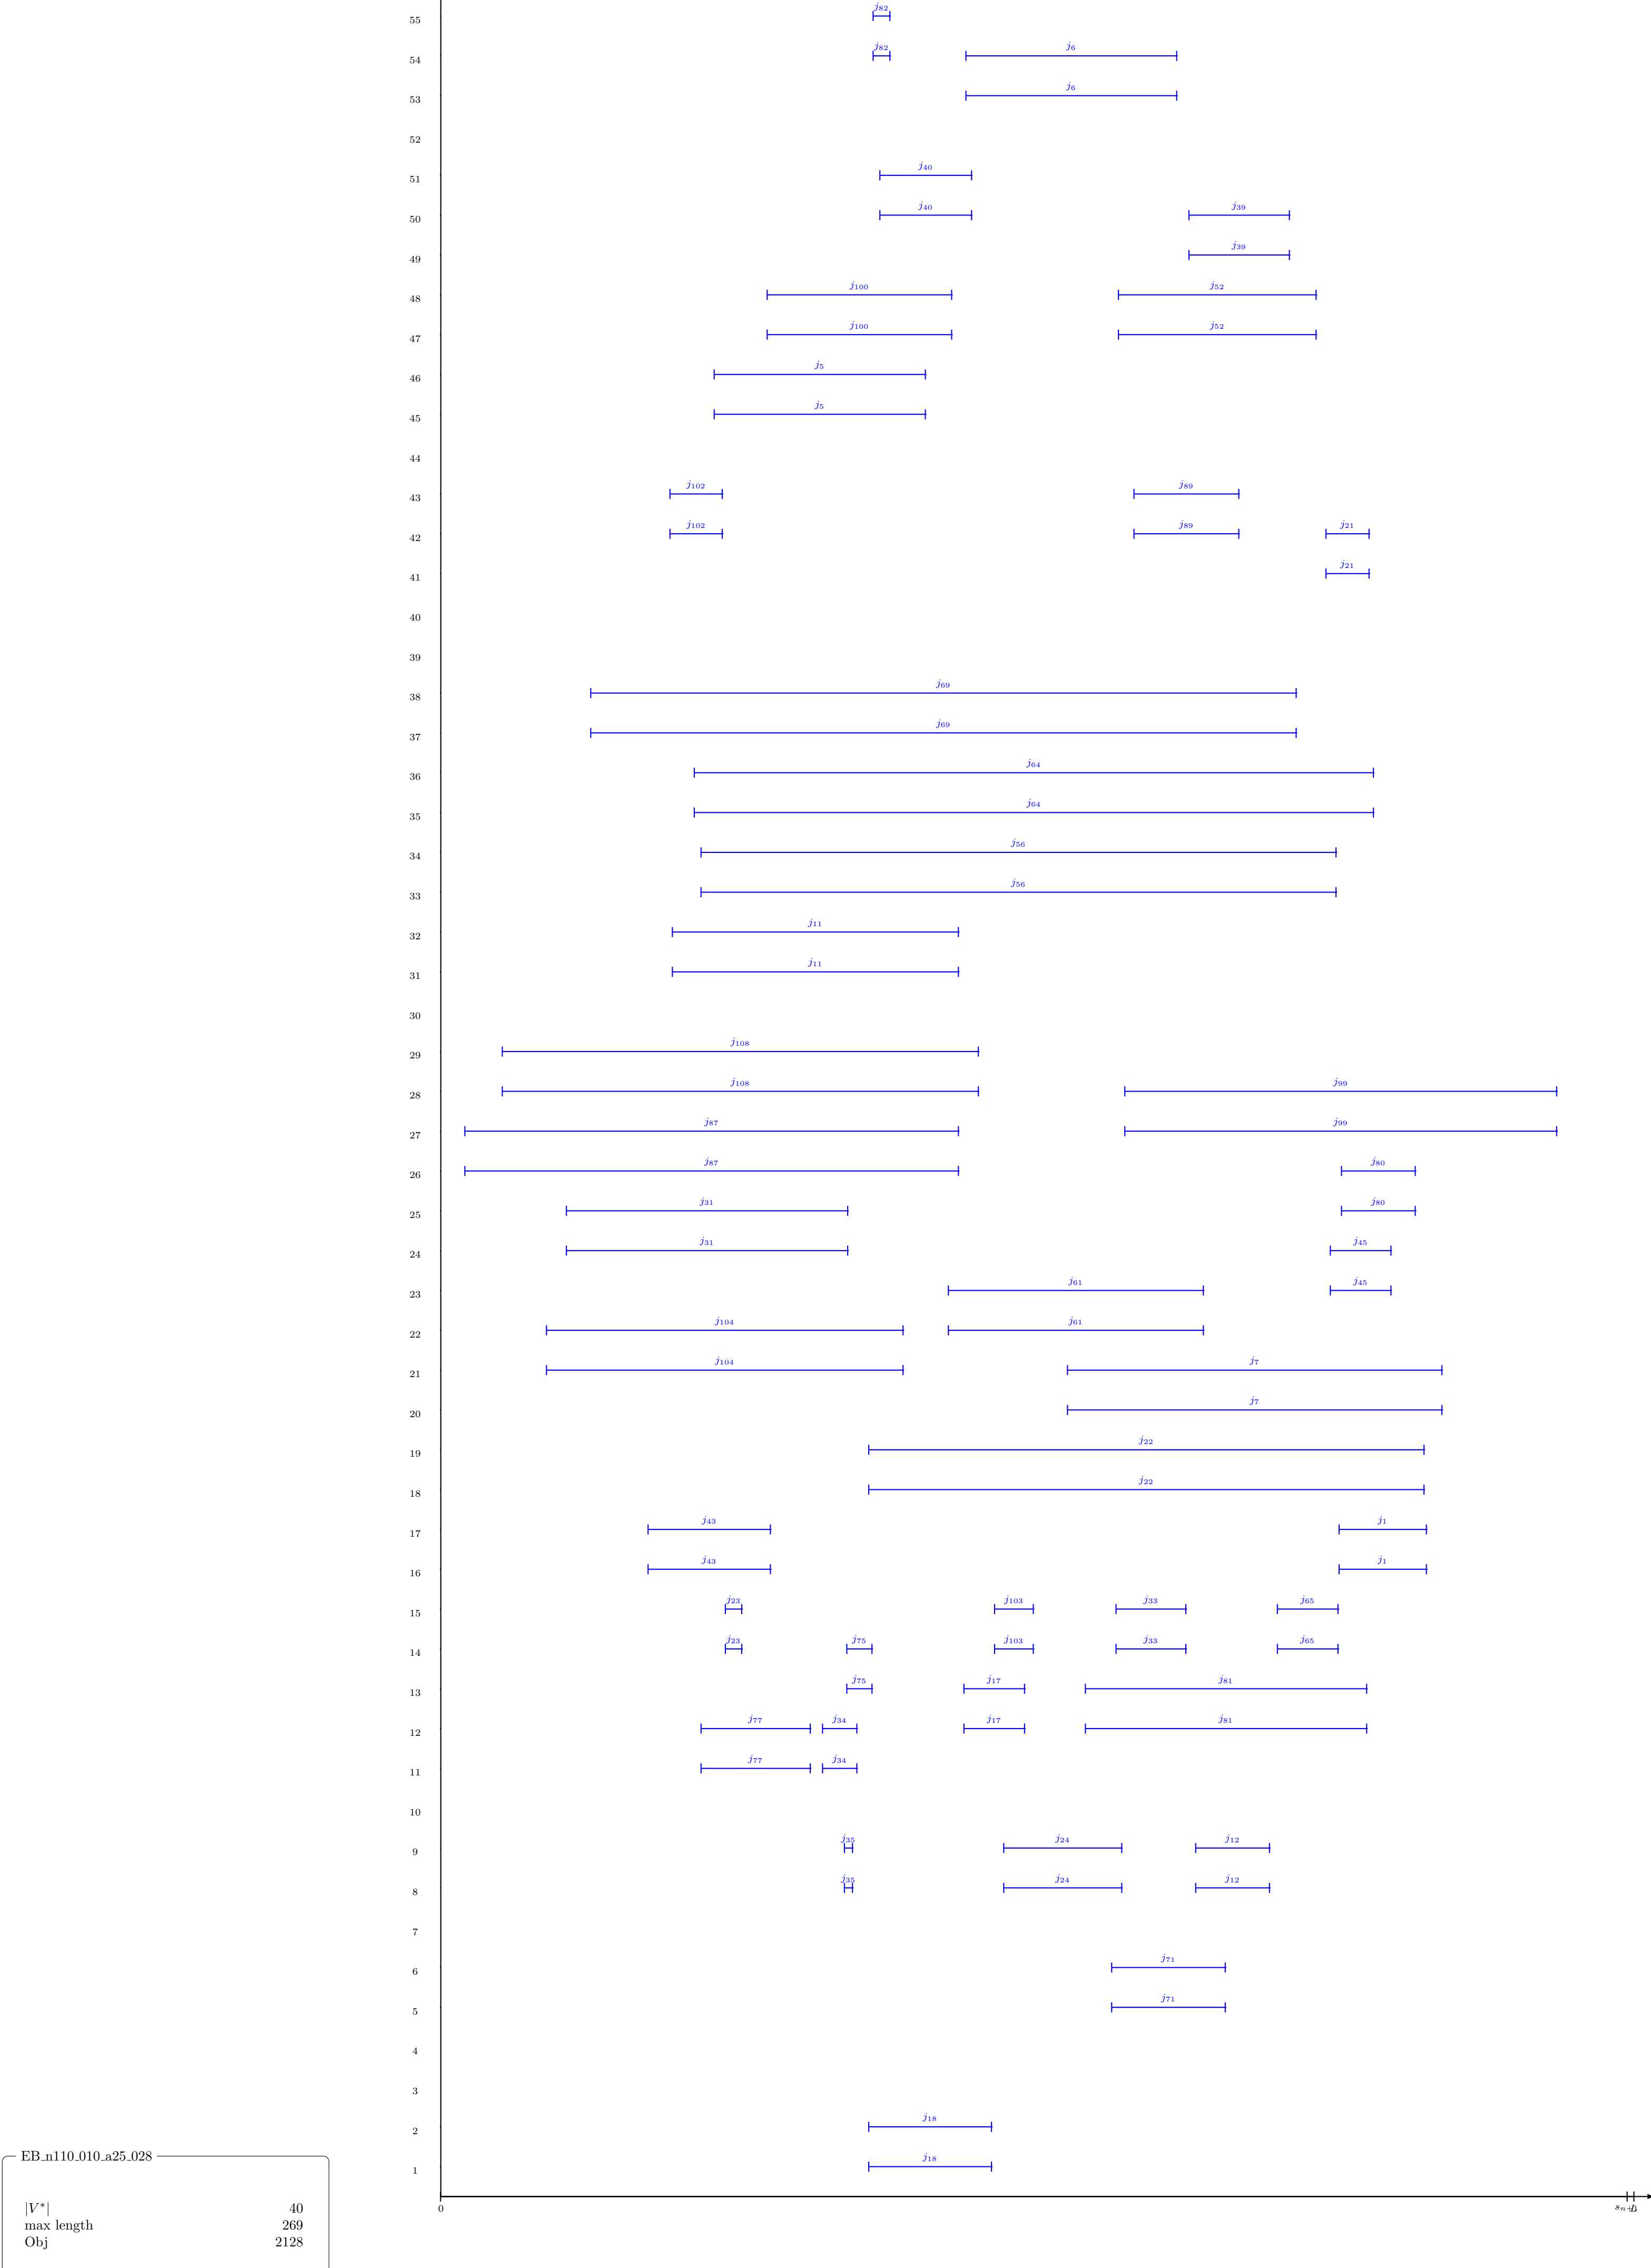 55 j82
j82
54 j6
53 j6
52
51 j40
50 j40 j39
49 j39
48 j100 j52
47 j100 j52
46 j5
45 j5
44
43 j102 j89
42 j102 j89 j21
41 j21
40
39
38 j69
37 j69
36 j64
35 j64
34 j56
33 j56
32 j11
31 j11
30
29 j108
28 j108 j99
27 j87 j99
26 j87 j80
25 j31 j80
24 j31 j45
23 j61 j45
22 j104 j61
21 j104 j7
20 j7
19 j22
18 j22
17 j43 j1
16 j43 j1
15 j23 j103 j33 j65
14 j23 j75 j103 j33 j65
13 j75 j17 j81
12 j77 j34 j17 j81
11 j77 j34
10
9 j35 j24 j12
8 j35 j24 j12
7
6 j71
5 j71
4
3
2 j18
1 j18
0
EB_n110_010_a25_028
|V*| 40
max length 269
Obj 2128